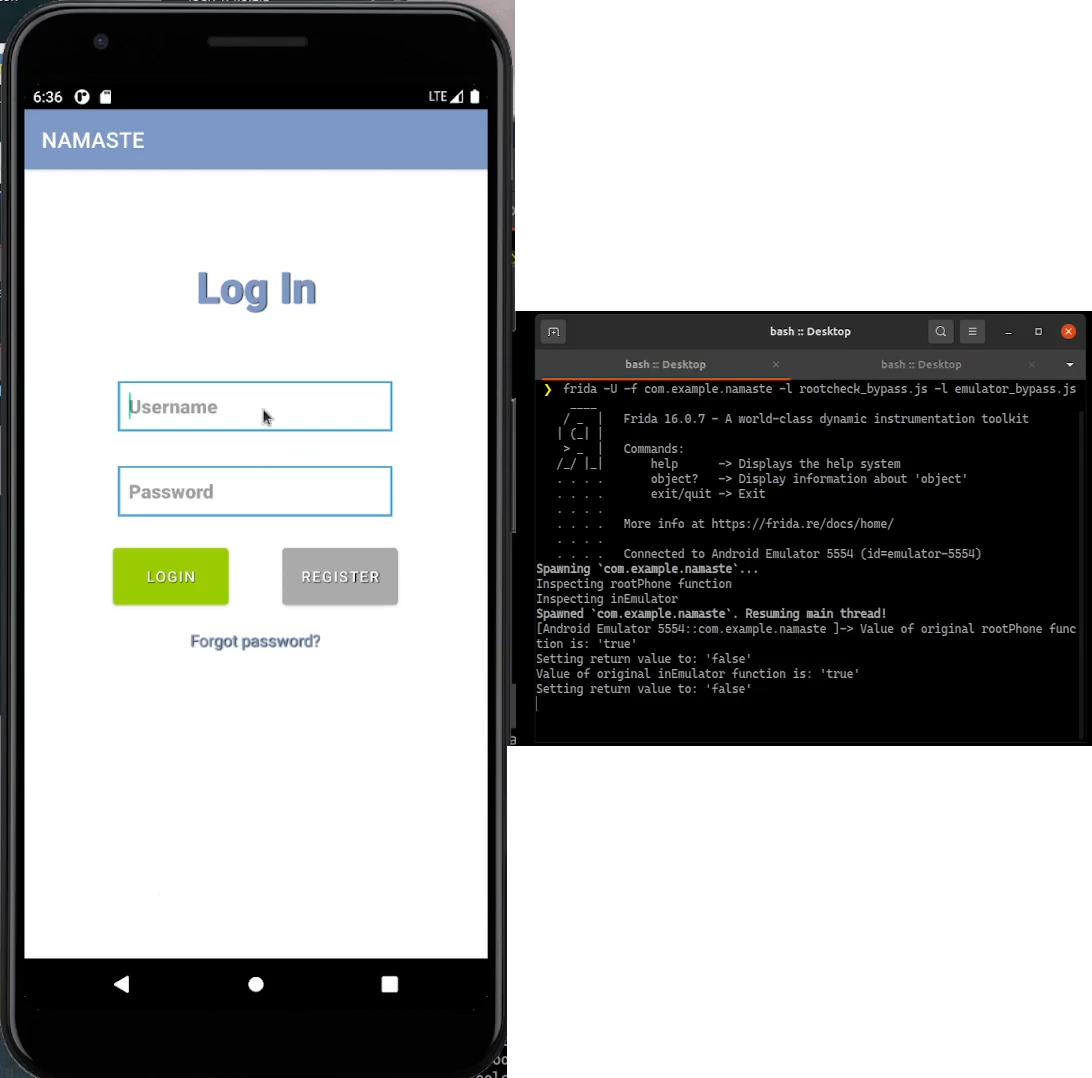 6:36
LTE
NAMASTE
Log In
Username
Password
LOGIN
REGISTER
Forgot password?
bash :: Desktop
bash :: Desktop
bash :: Desktop
❯ frida -U -f com.example.namaste -l rootcheck_bypass.js -l emulator_bypass.js
     ____
    / _  |   Frida 16.0.7 - A world-class dynamic instrumentation toolkit
   | (_| |
    > _  |   Commands:
   /_/ |_|       help      -> Displays the help system
   . . . .       object?   -> Display information about 'object'
   . . . .       exit/quit -> Exit
   . . . .
   . . . .   More info at https://frida.re/docs/home/
   . . . .
   . . . .   Connected to Android Emulator 5554 (id=emulator-5554)
Spawning `com.example.namaste`...
Inspecting rootPhone function
Inspecting inEmulator
Spawned `com.example.namaste`. Resuming main thread!
[Android Emulator 5554::com.example.namaste ]-> Value of original rootPhone func
tion is: 'true'
Setting return value to: 'false'
Value of original inEmulator function is: 'true'
Setting return value to: 'false'